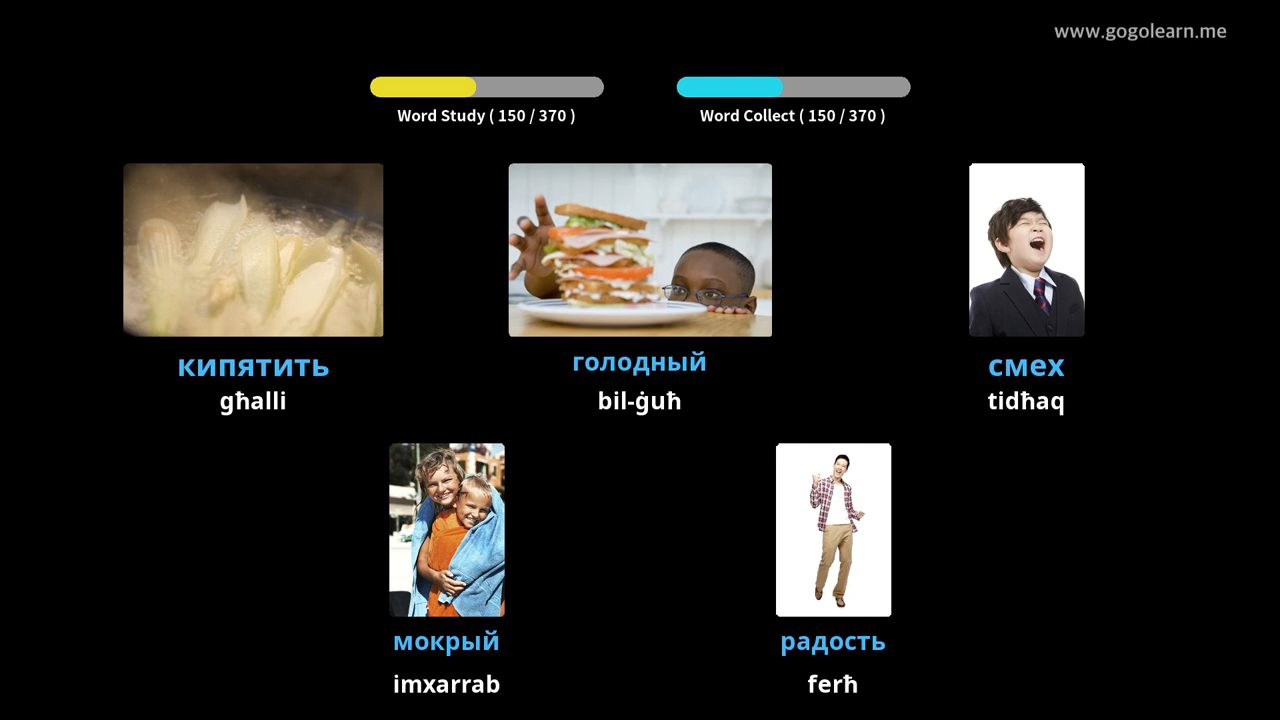 www.gogolearn.me
Word Study ( 150 / 370 )
Word Collect ( 150 / 370 )
кипятить
għalli
голодный
bil-ġuħ
смех
tidħaq
мокрый
imxarrab
радость
ferħ